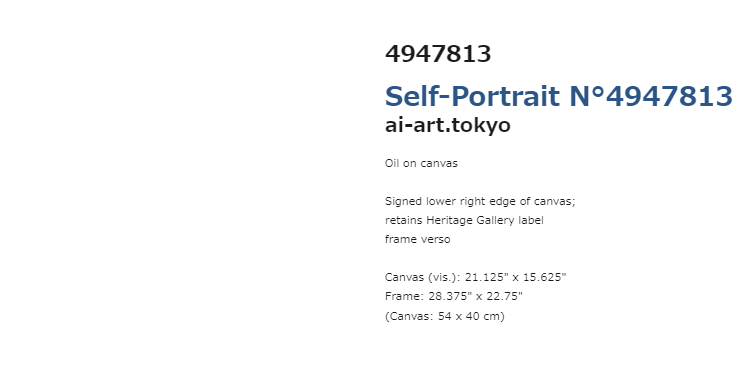 4947813
Self-Portrait N°4947813
ai-art.tokyo
Oil on canvas
Signed lower right edge of canvas;
retains Heritage Gallery label
frame verso
Canvas (vis.): 21.125" x 15.625"
Frame: 28.375" x 22.75"
(Canvas: 54 x 40 cm)